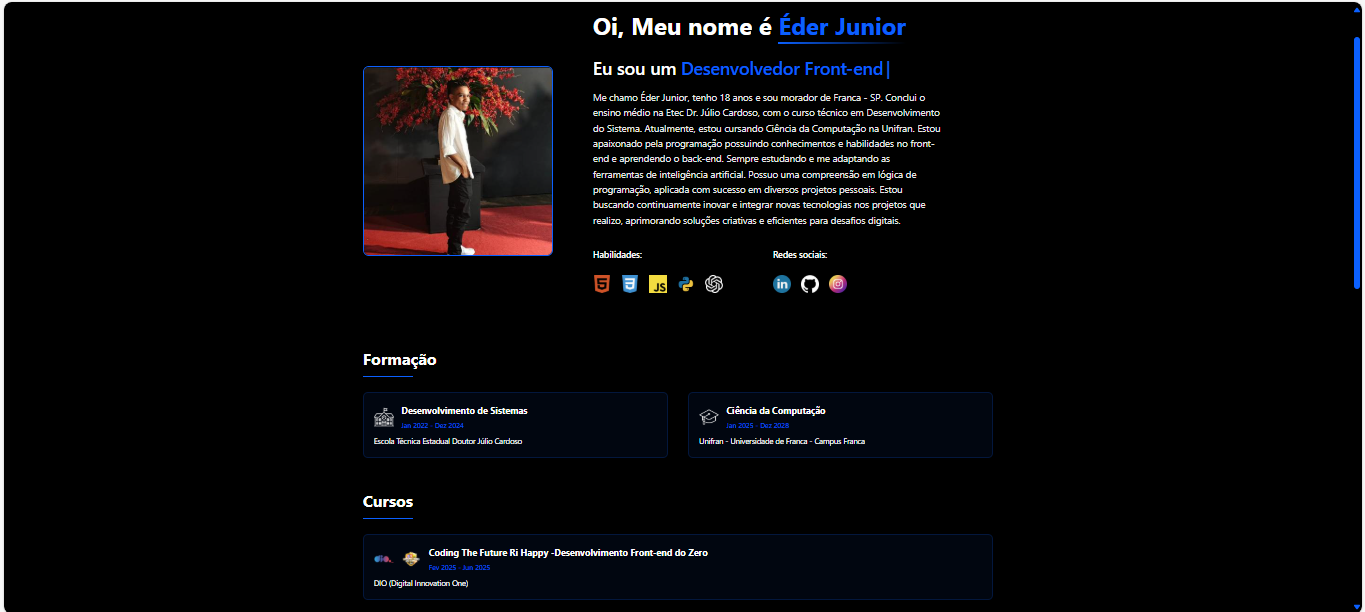 Oi, Meu nome é Éder Junior
Eu sou um Desenvolvedor Front-end|
Me chamo Éder Junior, tenho 18 anos e sou morador de Franca - SP. Conclui o
ensino médio na Etec Dr. Júlio Cardoso, com o curso técnico em Desenvolvimento
do Sistema. Atualmente, estou cursando Ciência da Computação na Unifran. Estou
apaixonado pela programação possuindo conhecimentos e habilidades no front-
end e aprendendo o back-end. Sempre estudando e me adaptando as
ferramentas de inteligência artificial. Possuo uma compreensão em lógica de
programação, aplicada com sucesso em diversos projetos pessoais. Estou
buscando continuamente inovar e integrar novas tecnologias nos projetos que
realizo, aprimorando soluções criativas e eficientes para desafios digitais.
Habilidades:
Redes sociais:
JS
in
Formação
Desenvolvimento de Sistemas
Jan 2022 - Dez 2024
Escola Técnica Estadual Doutor Júlio Cardoso
Ciência da Computação
Jan 2025 - Dez 2028
Unifran - Universidade de Franca - Campus Franca
Cursos
dio.
Coding The Future Ri Happy -Desenvolvimento Front-end do Zero
Fev 2025 - Jun 2025
DIO (Digital Innovation One)